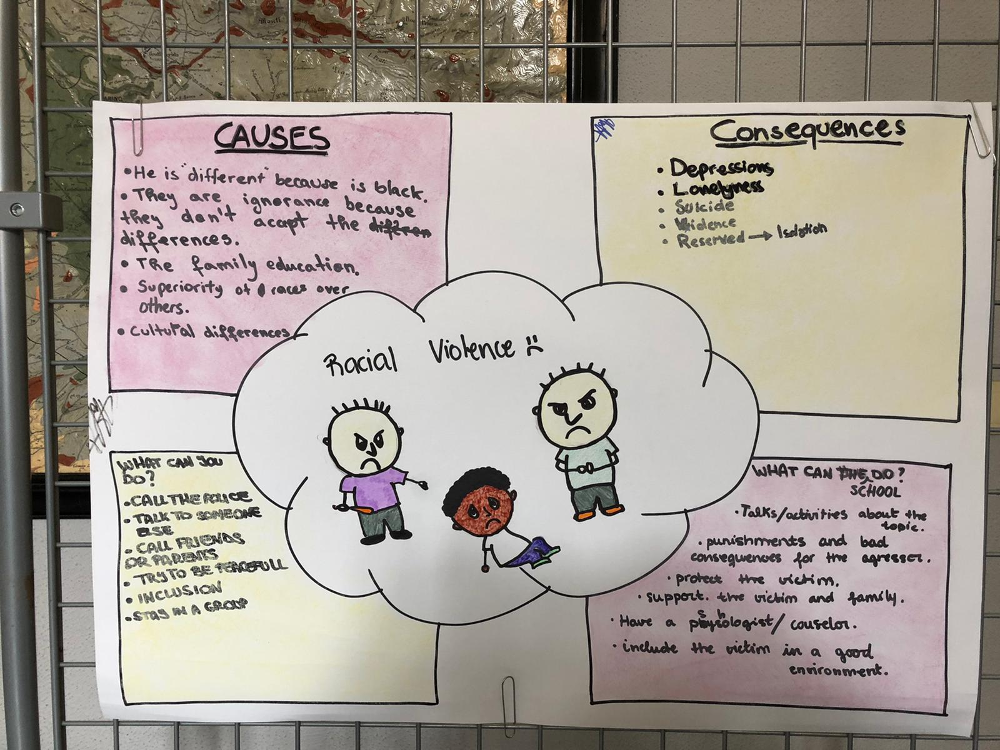 CAUSES
• He is "different" because is black.
• They are ignorance because
they don't acapt the differen
differences.
• The family education.
• Superiority of races over
others.
• Cultural differences
Consequences
• Depressions
• Lonelyness
• Suicide
• Violence
• Reserved → Isolation
Racial Violence :(
WHAT CAN YOU
DO?
• CALL THE POLICE
• TALK TO SOMEONE
ELSE
• CALL FRIENDS
OR PARENTS
• TRY TO BE PEACEFULL
• INCLUSION
• STAY IN A GROUP
WHAT CAN THE DO?
SCHOOL
• Talks/activities about the
topic.
• punishments and bad
consequences for the agresser.
• protect the victim.
• support. the victim and family.
• Have a psychologist/ couselor.
• include the victim in a good
environment.